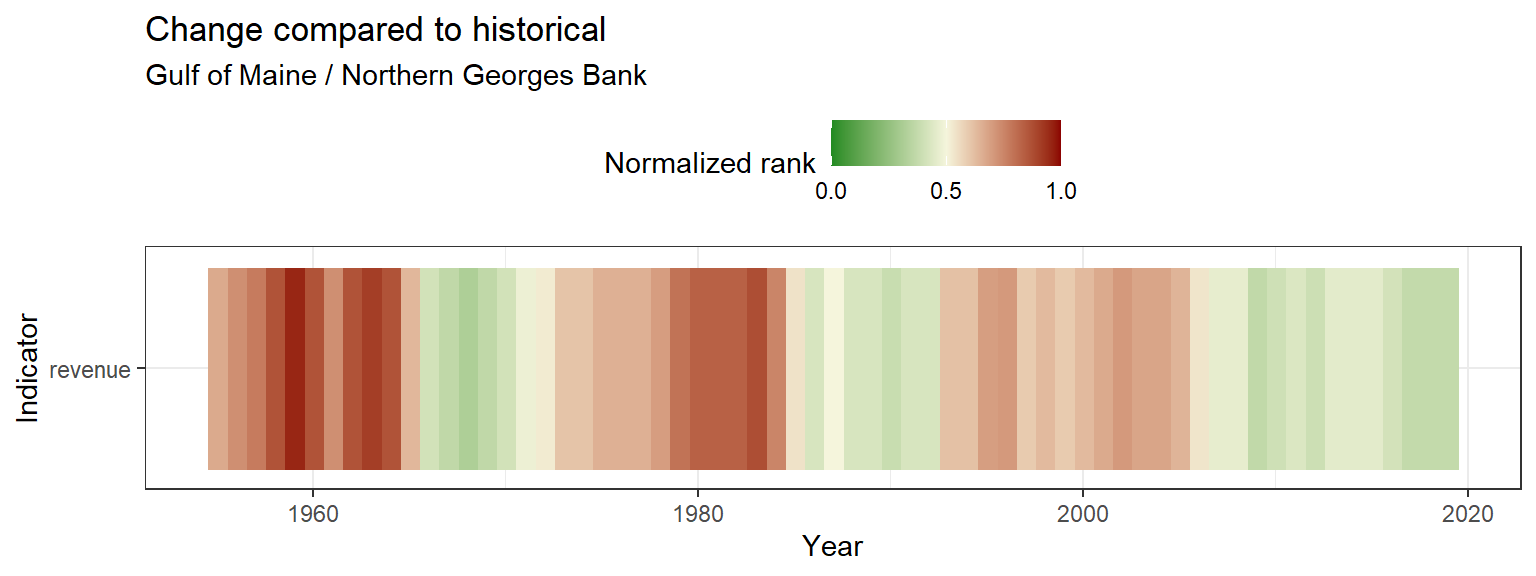 Change compared to historical
Gulf of Maine / Northern Georges Bank
Normalized rank
0.0 0.5 1.0
Indicator
revenue
1960 1980 2000 2020
Year